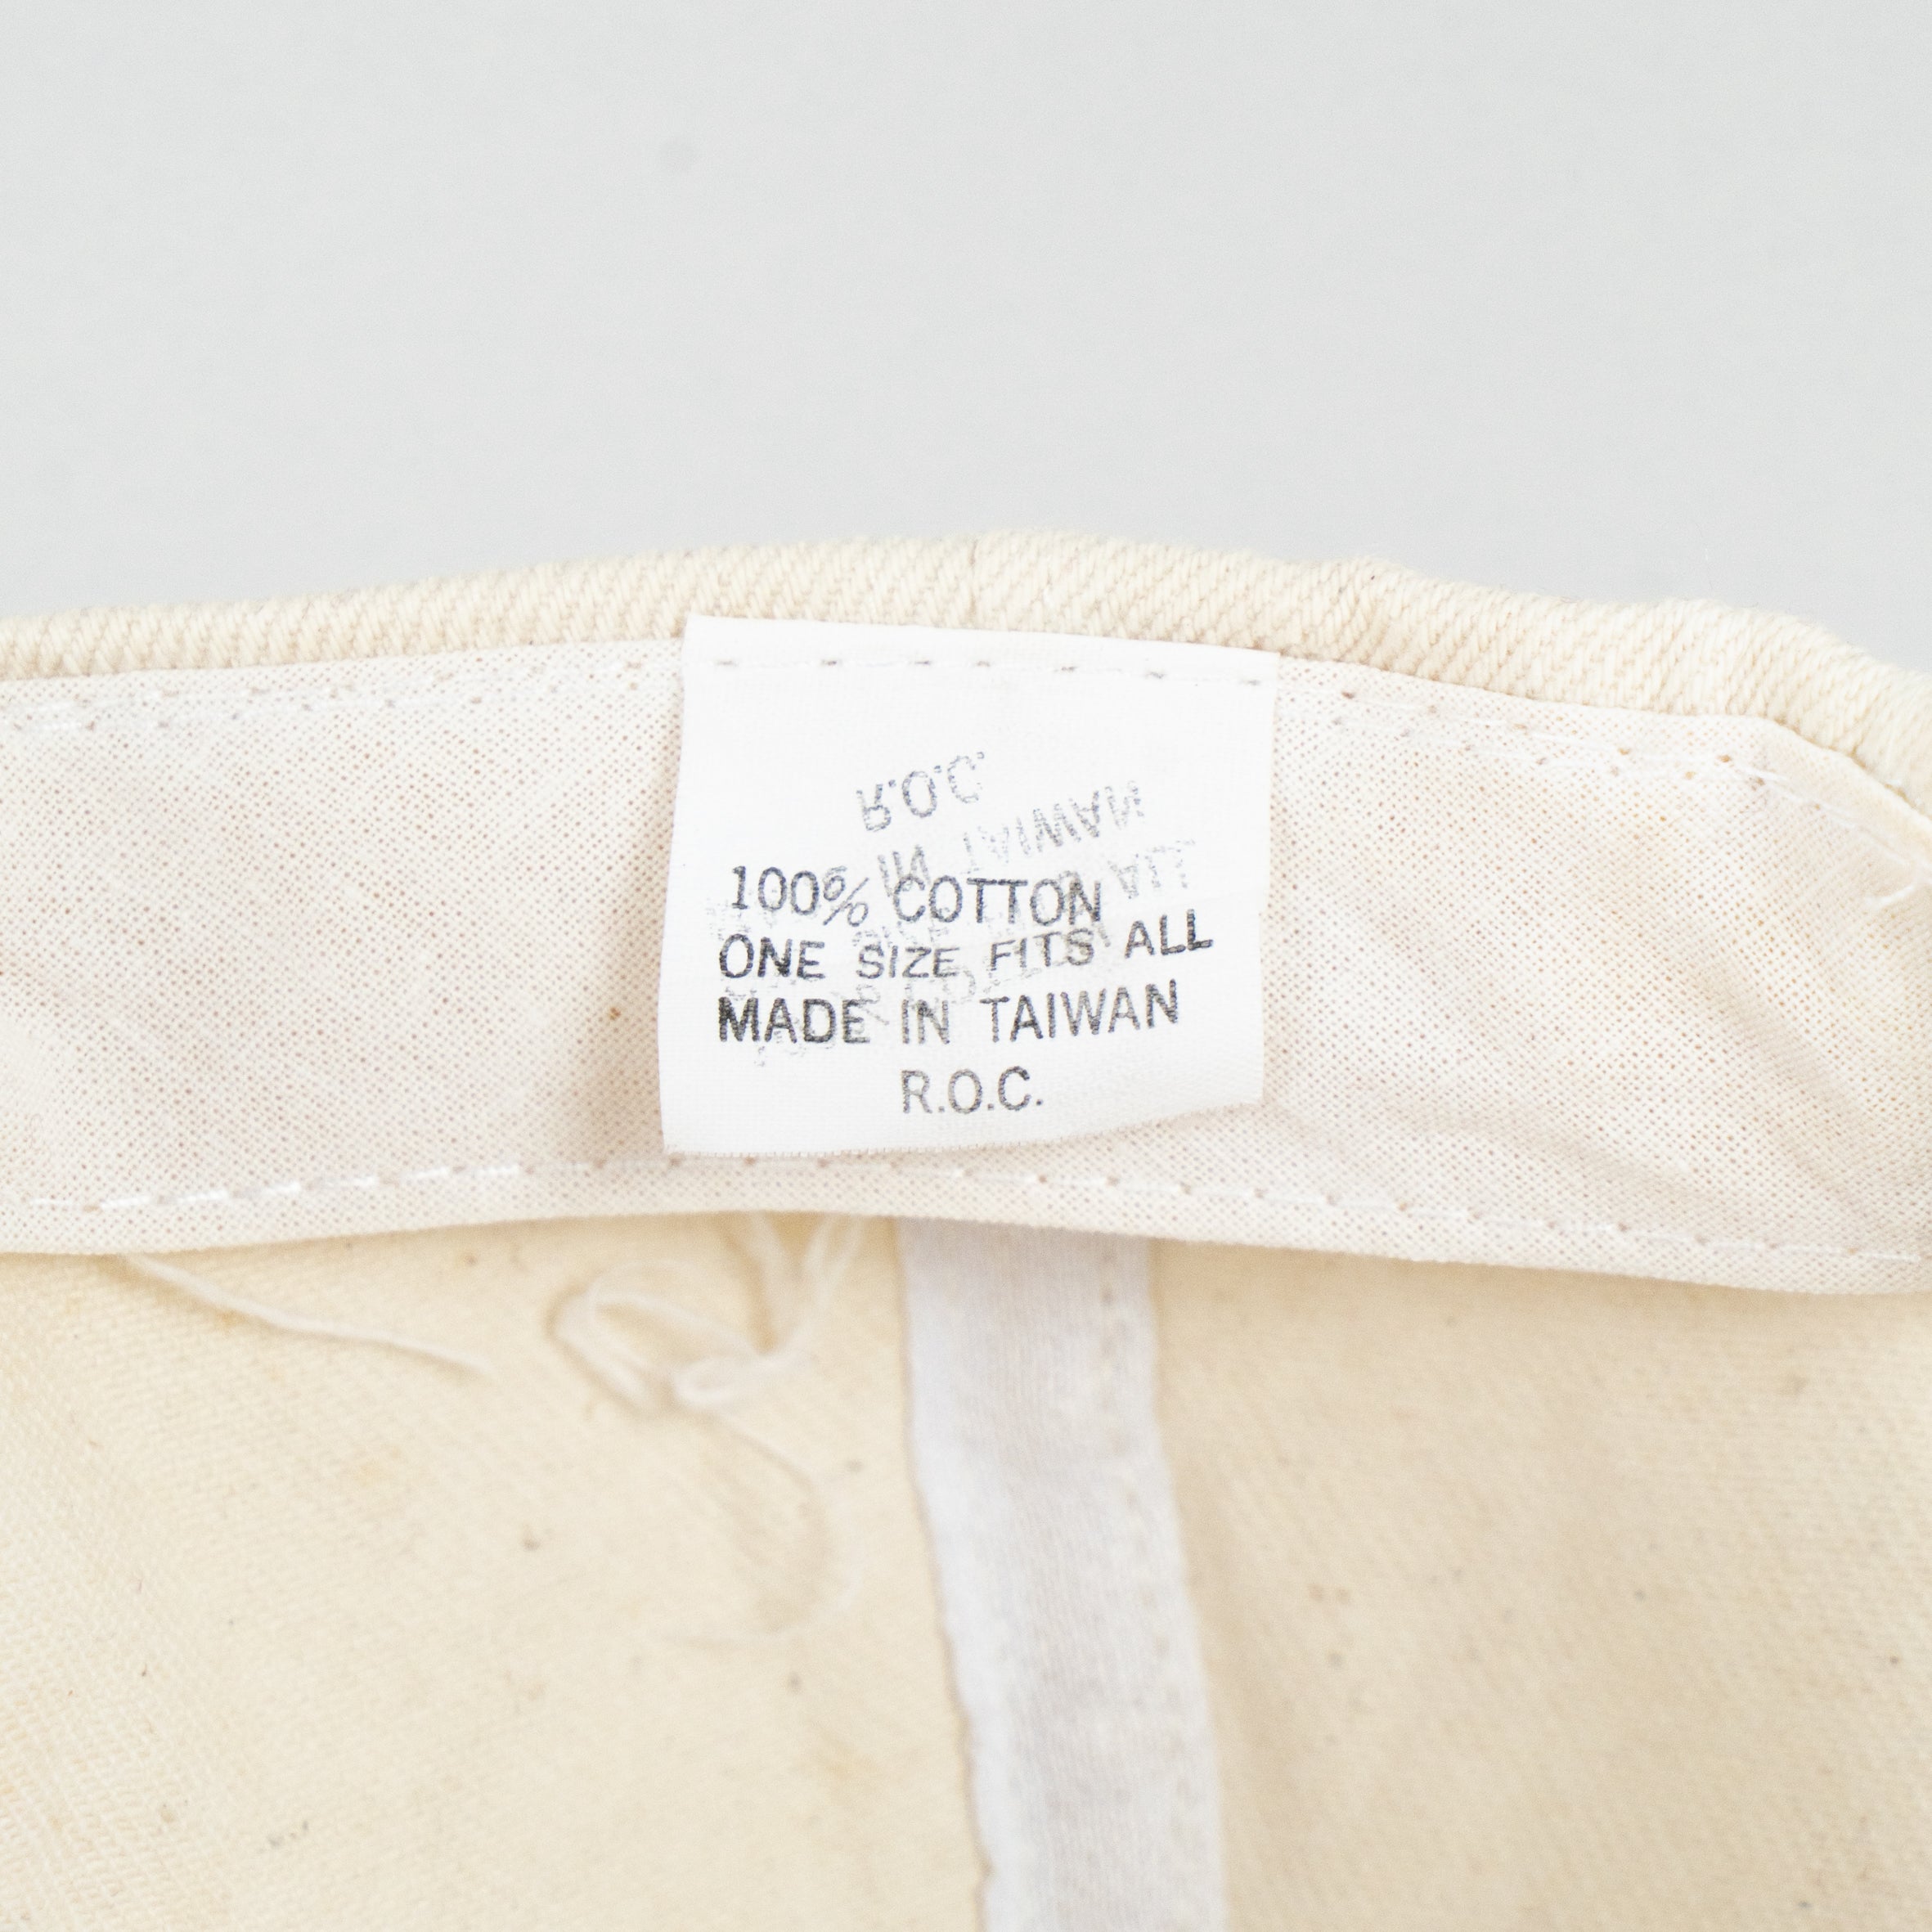 100% COTTON
ONE SIZE FITS ALL
MADE IN TAIWAN
R.O.C.